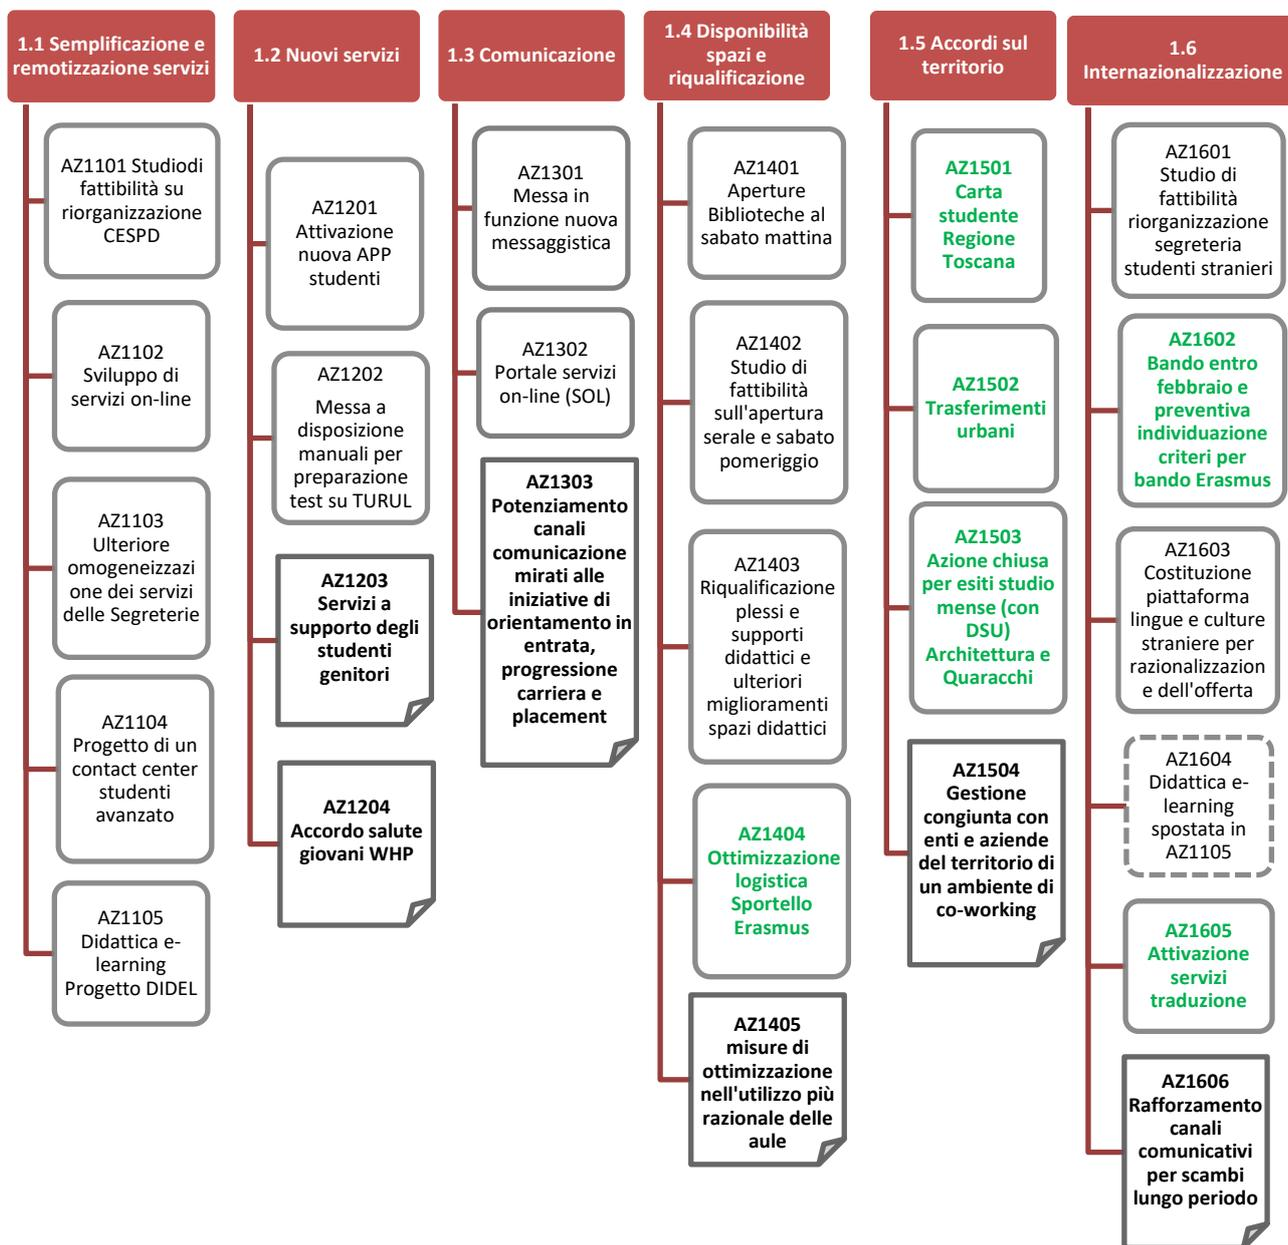 1.1 Semplificazione e
remotizzazione servizi
AZ1101 Studiodi
fattibilità su
riorganizzazione
CESPD
AZ1102
Sviluppo di
servizi on-line
AZ1103
Ulteriore
omogeneizzazi
one dei servizi
delle Segreterie
AZ1104
Progetto di un
contact center
studenti
avanzato
AZ1105
Didattica e-
learning
Progetto DIDEL
1.2 Nuovi servizi
AZ1201
Attivazione
nuova APP
studenti
AZ1202
Messa a
disposizione
manuali per
preparazione
test su TURUL
AZ1203
Servizi a
supporto degli
studenti
genitori
AZ1204
Accordo salute
giovani WHP
1.3 Comunicazione
AZ1301
Messa in
funzione nuova
messaggistica
AZ1302
Portale servizi
on-line (SOL)
AZ1303
Potenziamento
canali
comunicazione
mirati alle
iniziative di
orientamento in
entrata,
progressione
carriera e
placement
1.4 Disponibilità
spazi e
riqualificazione
AZ1401
Aperture
Biblioteche al
sabato mattina
AZ1402
Studio di
fattibilità
sull'apertura
serale e sabato
pomeriggio
AZ1403
Riqualificazione
plessi e
supporti
didattici e
ulteriori
miglioramenti
spazi didattici
AZ1404
Ottimizzazione
logistica
Sportello
Erasmus
AZ1405
misure di
ottimizzazione
nell'utilizzo più
razionale delle
aule
1.5 Accordi sul
territorio
AZ1501
Carta
studente
Regione
Toscana
AZ1502
Trasferimenti
urbani
AZ1503
Azione chiusa
per esiti studio
mense (con
DSU)
Architettura e
Quaracchi
AZ1504
Gestione
congiunta con
enti e aziende
del territorio di
un ambiente di
co-working
1.6
Internazionalizzazione
AZ1601
Studio di
fattibilità
riorganizzazione
segreteria
studenti stranieri
AZ1602
Bando entro
febbraio e
preventiva
individuazione
criteri per
bando Erasmus
AZ1603
Costituzione
piattaforma
lingue e culture
straniere per
razionalizzazion
e dell'offerta
AZ1604
Didattica e-
learning
spostata in
AZ1105
AZ1605
Attivazione
servizi
traduzione
AZ1606
Rafforzamento
canali
comunicativi
per scambi
lungo periodo